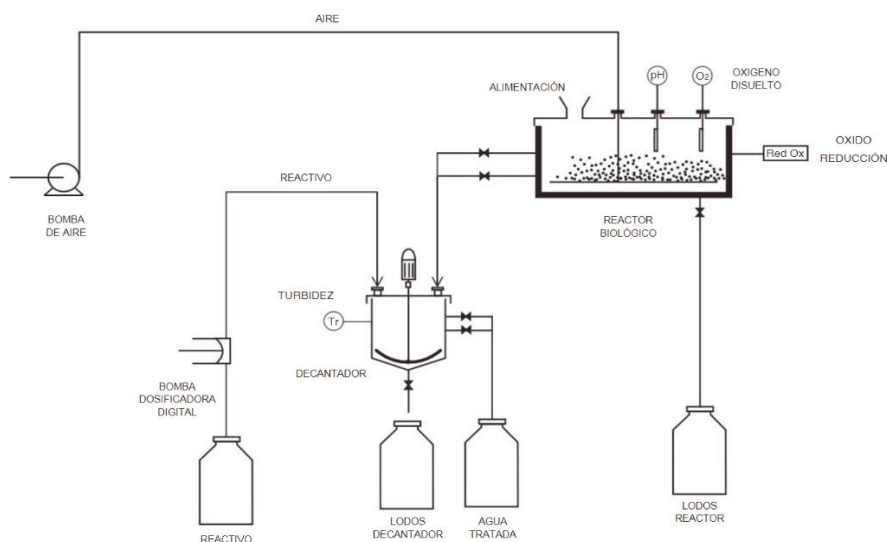 AIRE
ALIMENTACIÓN
pH
O2
OXIGENO
DISUELTO
Red Ox
OXIDO
REDUCCIÓN
REACTIVO
BOMBA
DE AIRE
REACTOR
BIOLÓGICO
TURBIDEZ
Tr
DECANTADOR
BOMBA
DOSIFICADORA
DIGITAL
LODOS
REACTOR
LODOS
DECANTADOR
AGUA
TRATADA
REACTIVO